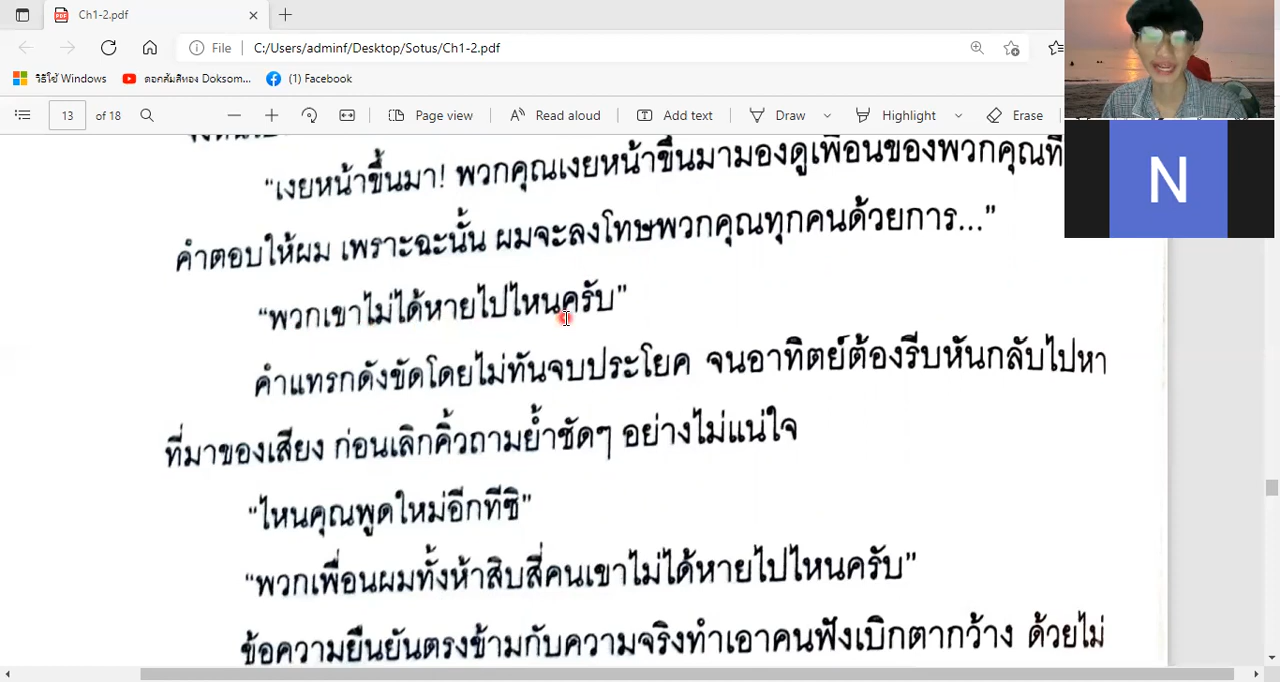 Ch1-2.pdf
File C:/Users/adminf/Desktop/Sotus/Ch1-2.pdf
วิธีใช้ Windows ดอกส้มสีทอง Doksom... (1) Facebook
13 of 18 Page view Read aloud Add text Draw Highlight Erase
“เงยหน้าขึ้นมา! พวกคุณเงยหน้าขึ้นมามองดูเพื่อนของพวกคุณที่
คำตอบให้ผม เพราะฉะนั้น ผมจะลงโทษพวกคุณทุกคนด้วยการ...”
“พวกเขาไม่ได้หายไปไหนครับ”
คำแทรกดังขัดโดยไม่ทันจบประโยค จนอาทิตย์ต้องรีบหันกลับไปหา
ที่มาของเสียง ก่อนเลิกคิ้วถามย้ำชัดๆ อย่างไม่แน่ใจ
“ไหนคุณพูดใหม่อีกทีซิ”
“พวกเพื่อนผมทั้งห้าสิบสี่คนเขาไม่ได้หายไปไหนครับ”
ข้อความยืนยันตรงข้ามกับความจริงทำเอาคนฟังเบิกตากว้าง ด้วยไม่
N